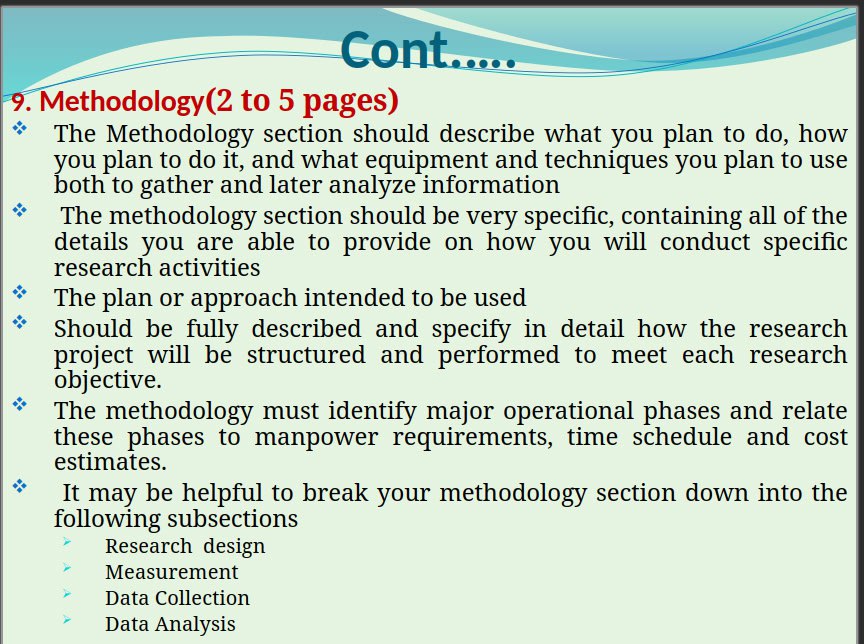 Cont.....
9. Methodology(2 to 5 pages)
The Methodology section should describe what you plan to do, how
you plan to do it, and what equipment and techniques you plan to use
both to gather and later analyze information
The methodology section should be very specific, containing all of the
details you are able to provide on how you will conduct specific
research activities
The plan or approach intended to be used
Should be fully described and specify in detail how the research
project will be structured and performed to meet each research
objective.
The methodology must identify major operational phases and relate
these phases to manpower requirements, time schedule and cost
estimates.
It may be helpful to break your methodology section down into the
following subsections
Research design
Measurement
Data Collection
Data Analysis